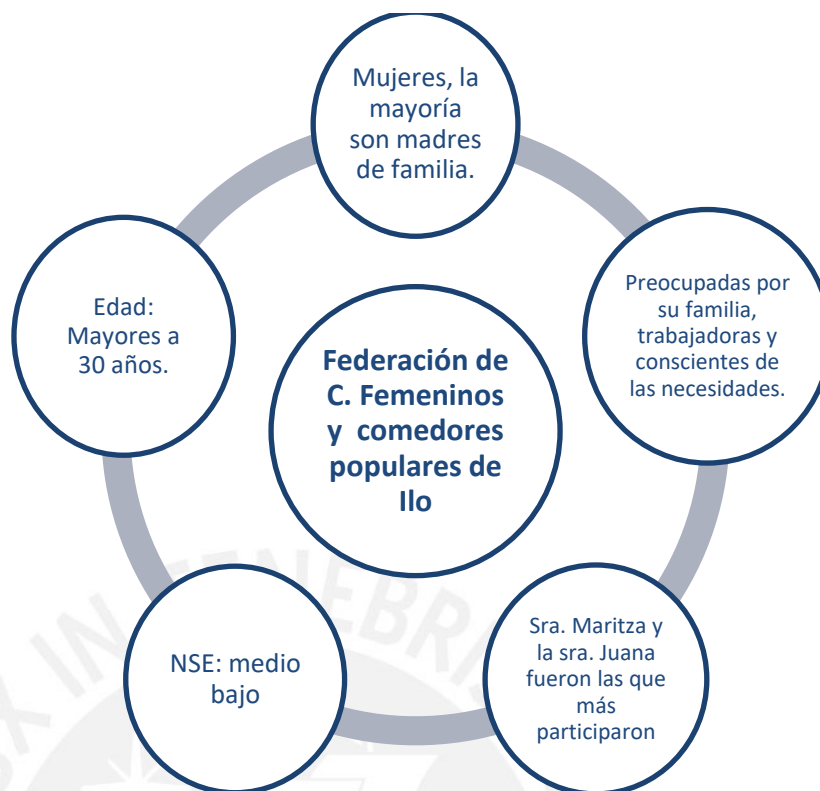 Mujeres, la
mayoría
son madres
de familia.
Preocupadas por
su familia,
trabajadoras y
conscientes de
las necesidades.
Sra. Maritza y
la sra. Juana
fueron las que
más
participaron
NSE: medio
bajo
Edad:
Mayores a
30 años.
Federación de
C. Femeninos
y comedores
populares de
Ilo
IN TENEBRIS